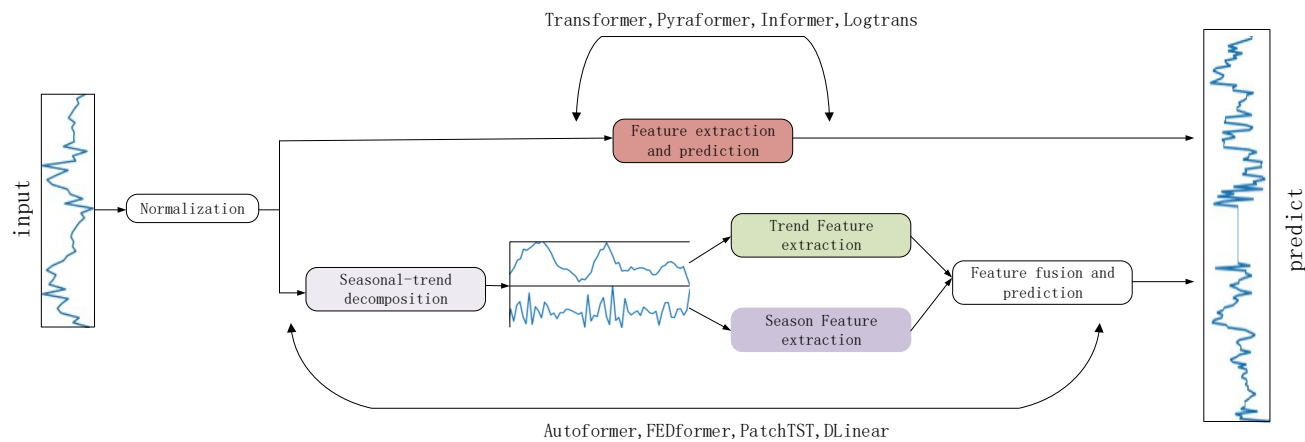 Transformer,Pyraformer,Informer,Logtrans
input
Normalization
Feature extraction
and prediction
Seasonal-trend
decomposition
Trend Feature
extraction
Season Feature
extraction
Feature fusion and
prediction
predict
Autoformer,FEDformer,PatchTST,DLinear